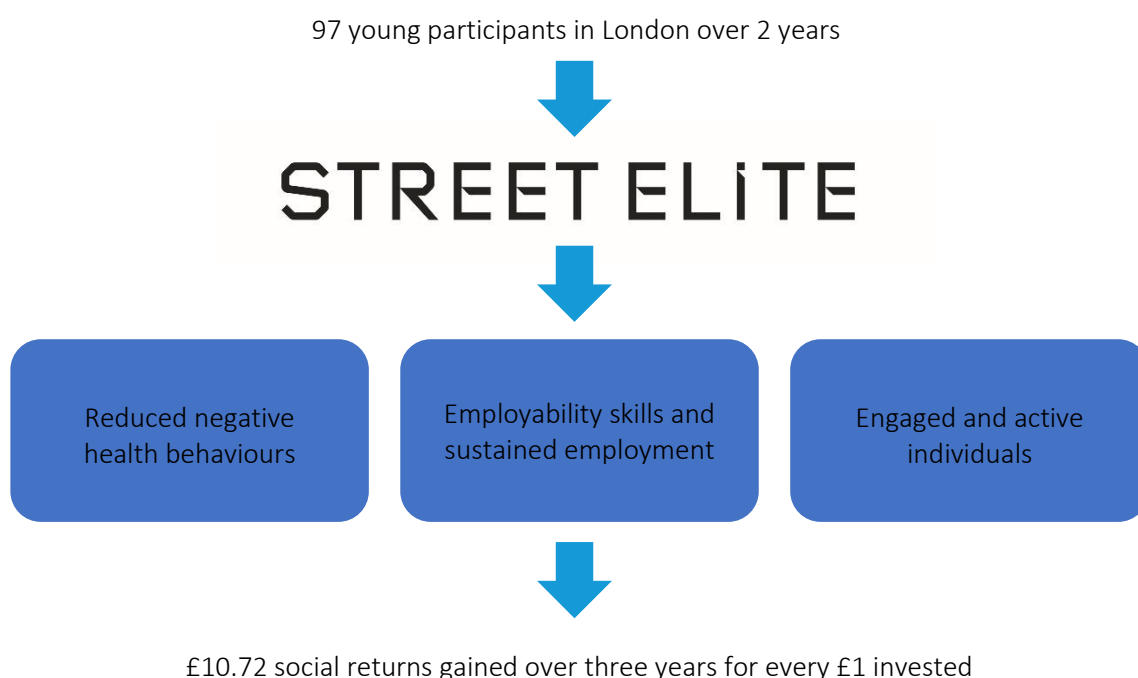 97 young participants in London over 2 years
STREET ELiTE
Reduced negative
health behaviours
Employability skills and
sustained employment
Engaged and active
individuals
£10.72 social returns gained over three years for every £1 invested